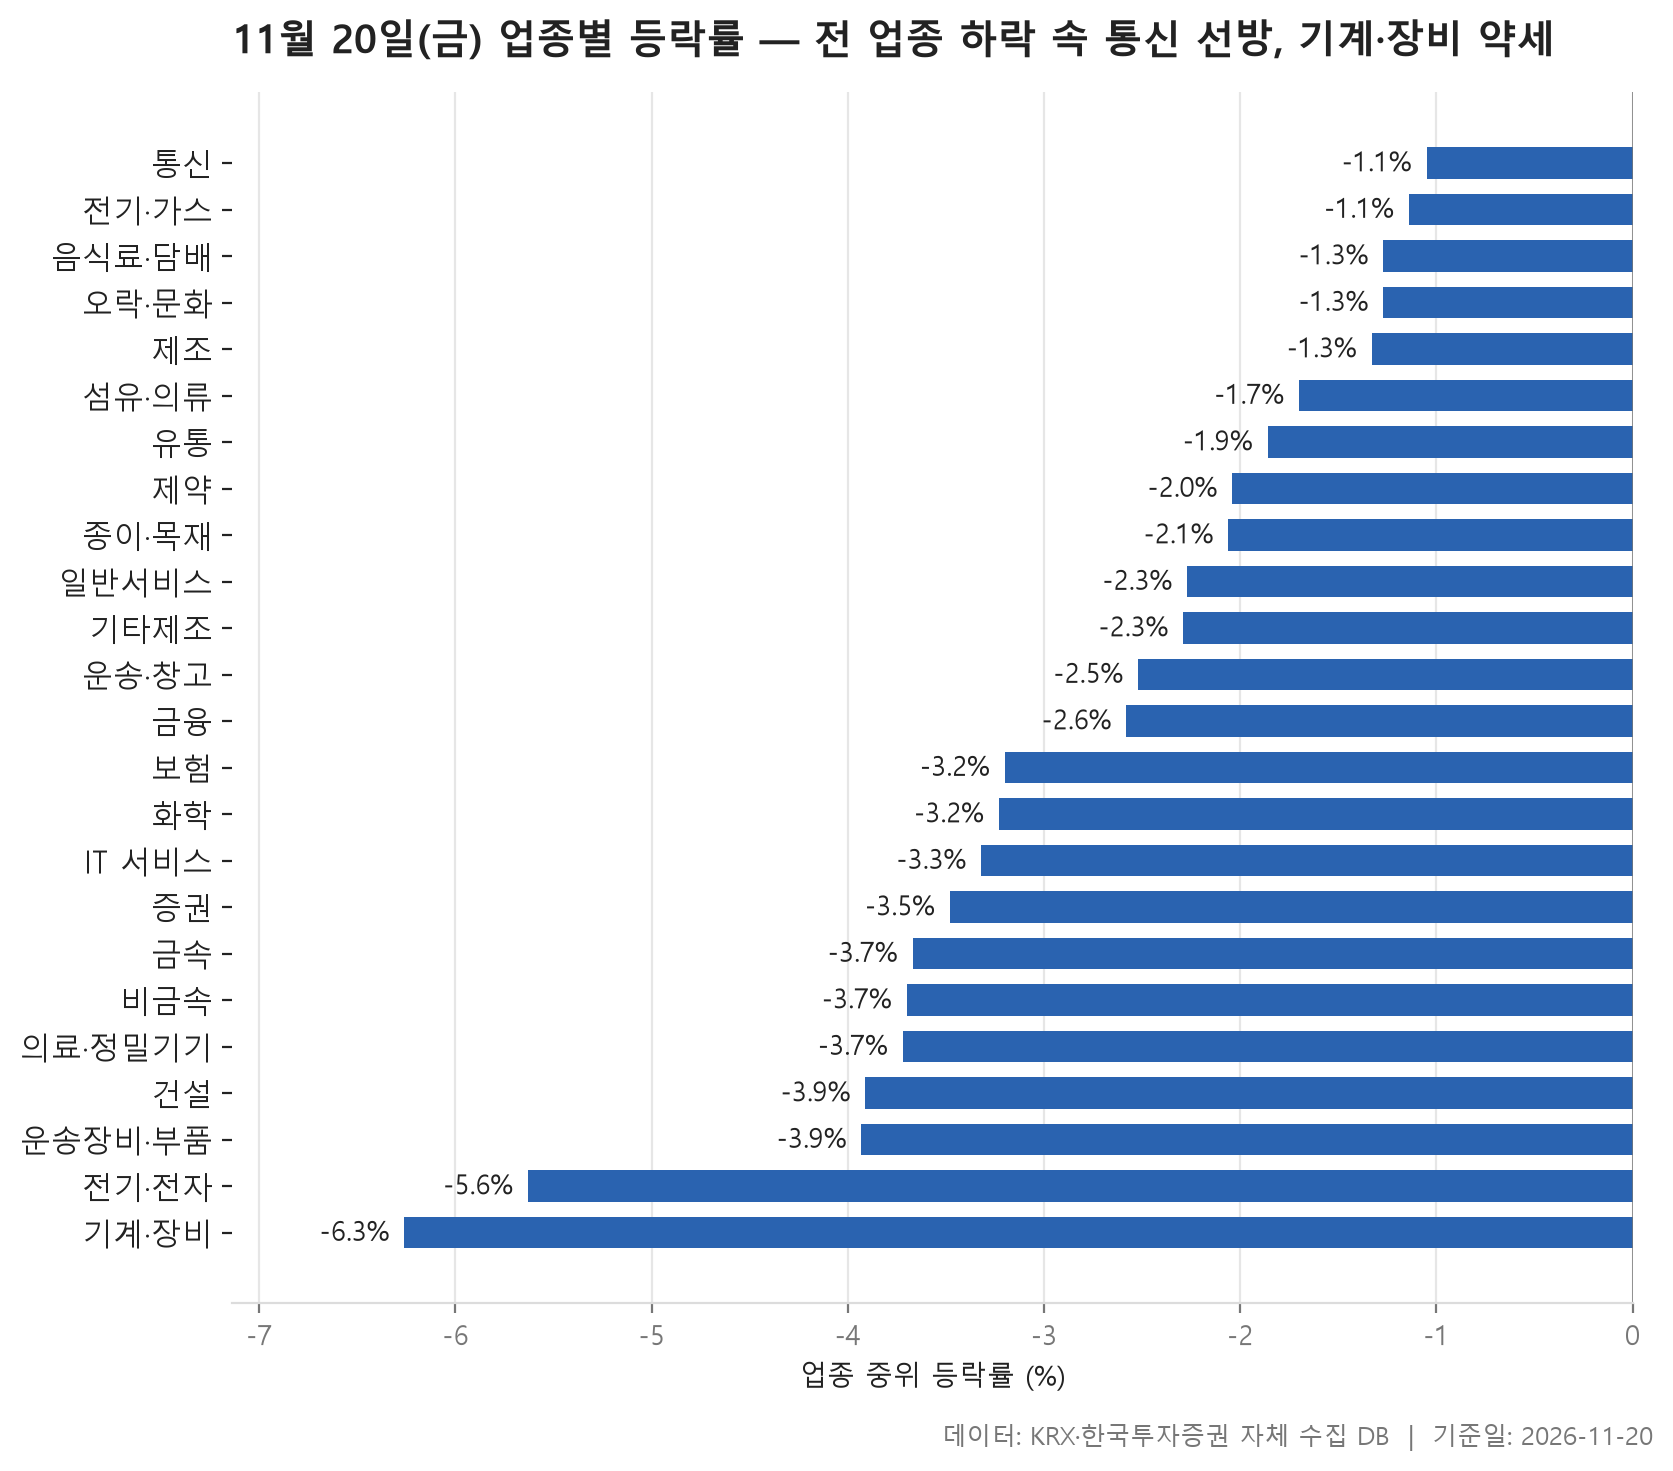 11월 20일(금) 업종별 등락률 — 전 업종 하락 속 통신 선방, 기계·장비 약세
통신 -1.1%
전기·가스 -1.1%
음식료·담배 -1.3%
오락·문화 -1.3%
제조 -1.3%
섬유·의류 -1.7%
유통 -1.9%
제약 -2.0%
종이·목재 -2.1%
일반서비스 -2.3%
기타제조 -2.3%
운송·창고 -2.5%
금융 -2.6%
보험 -3.2%
화학 -3.2%
IT 서비스 -3.3%
증권 -3.5%
금속 -3.7%
비금속 -3.7%
의료·정밀기기 -3.7%
건설 -3.9%
운송장비·부품 -3.9%
전기·전자 -5.6%
기계·장비 -6.3%
-7 -6 -5 -4 -3 -2 -1 0
업종 중위 등락률 (%)
데이터: KRX·한국투자증권 자체 수집 DB | 기준일: 2026-11-20